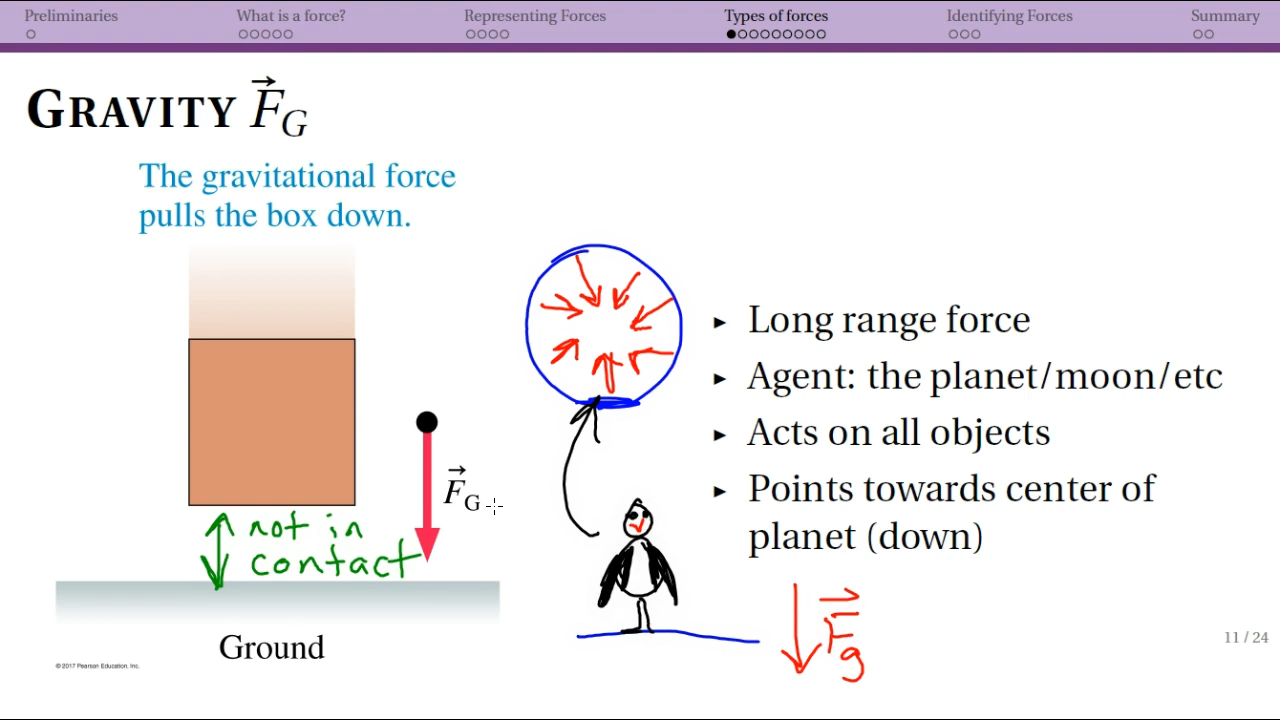 Preliminaries What is a force? Representing Forces Types of forces Identifying Forces Summary
GRAVITY F⃗G
The gravitational force
pulls the box down.
▸ Long range force
▸ Agent: the planet/moon/etc
▸ Acts on all objects
▸ Points towards center of
planet (down)
F⃗G
not in
contact
F⃗g
Ground
© 2017 Pearson Education, Inc.
11 / 24